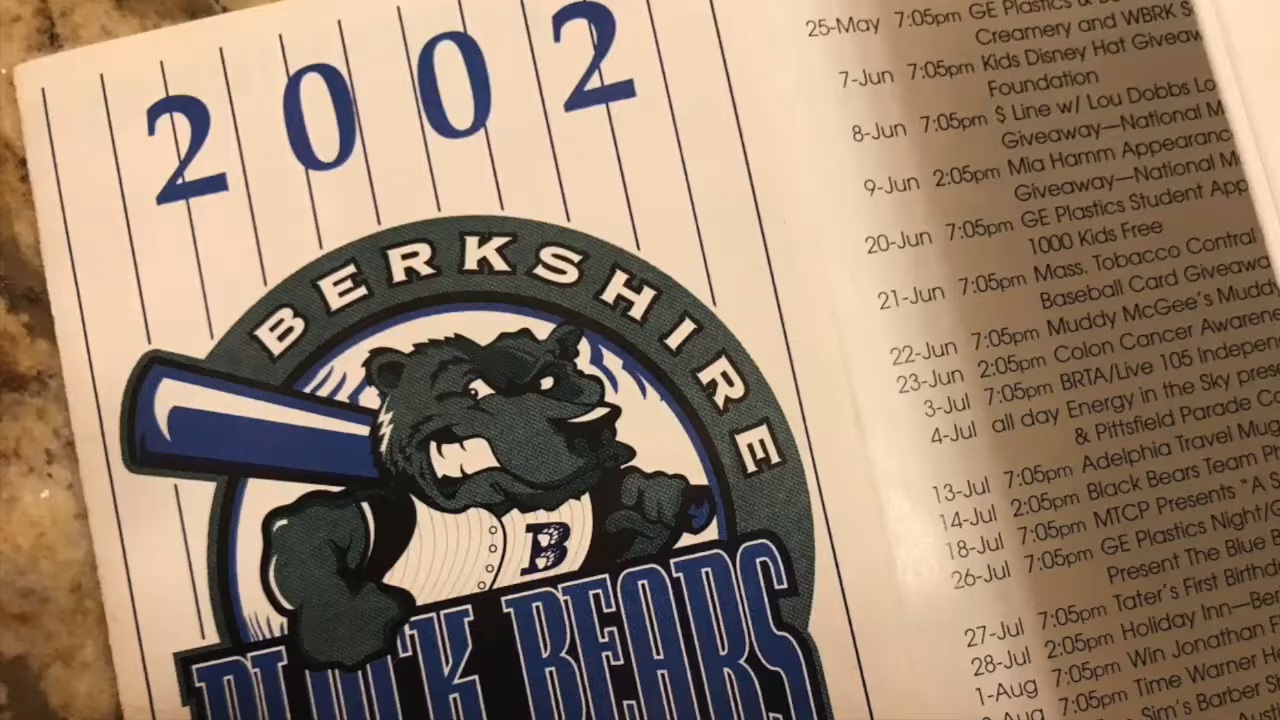 2002
BERKSHIRE
B
BLACK BEARS
25-May 7:05pm GE Plastics &
Creamery and WBRK
7-Jun 7:05pm Kids Disney Hat
Foundation
8-Jun 7:05pm $ Line w/ Lou Dobbs
Giveaway—National
9-Jun 2:05pm Mia Hamm
Giveaway—National
20-Jun 7:05pm GE Plastics Student
1000 Kids Free
21-Jun 7:05pm Mass. Tobacco Contral
Baseball Card
22-Jun 7:05pm Muddy McGee's
23-Jun 2:05pm Colon Cancer
3-Jul 7:05pm BRTA/Live 105
4-Jul all day Energy in the Sky
& Pittsfield Parade
13-Jul 7:05pm Adelphia Travel
14-Jul 2:05pm Black Bears Team
18-Jul 7:05pm MTCP Presents "A
26-Jul 7:05pm GE Plastics
Present The Blue
27-Jul 7:05pm Tater's First
28-Jul 2:05pm Holiday Inn—
1-Aug 7:05pm Win Jonathan
7:05pm Time Warner
Sim's Barber